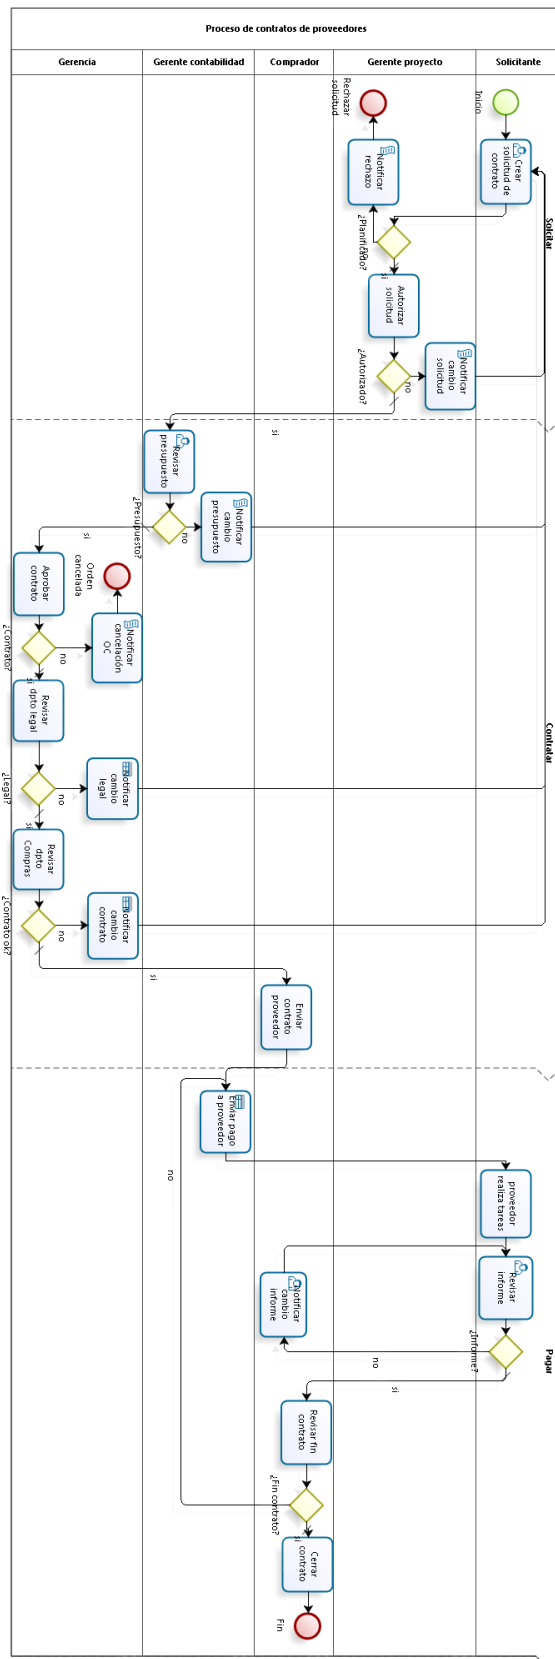 Proceso de contratos de proveedores
Gerencia
Gerente contabilidad
Comprador
Gerente proyecto
Solicitante
Solicitar
Inicio
Crear
solicitud de
contrato
Rechazar
solicitud
Notificar
rechazo
¿Planificado?
no
si
Autorizar
solicitud
¿Autorizado?
no
Notificar
cambio
solicitud
si
Contratar
Revisar
presupuesto
¿Presupuesto?
no
Notificar
cambio
presupuesto
si
Aprobar
contrato
Orden
cancelada
Notificar
cancelación
OC
¿Contrato?
no
si
Revisar
dpto legal
¿Legal?
no
Notificar
cambio
legal
si
Revisar
dpto
Compras
¿Contrato ok?
no
Notificar
cambio
contrato
si
Enviar
contrato
proveedor
Pagar
Enviar pago
a proveedor
no
proveedor
realiza tareas
Revisar
informe
Notificar
cambio
informe
¿Informe?
no
si
Revisar fin
contrato
¿Fin contrato?
si
Cerrar
contrato
Fin